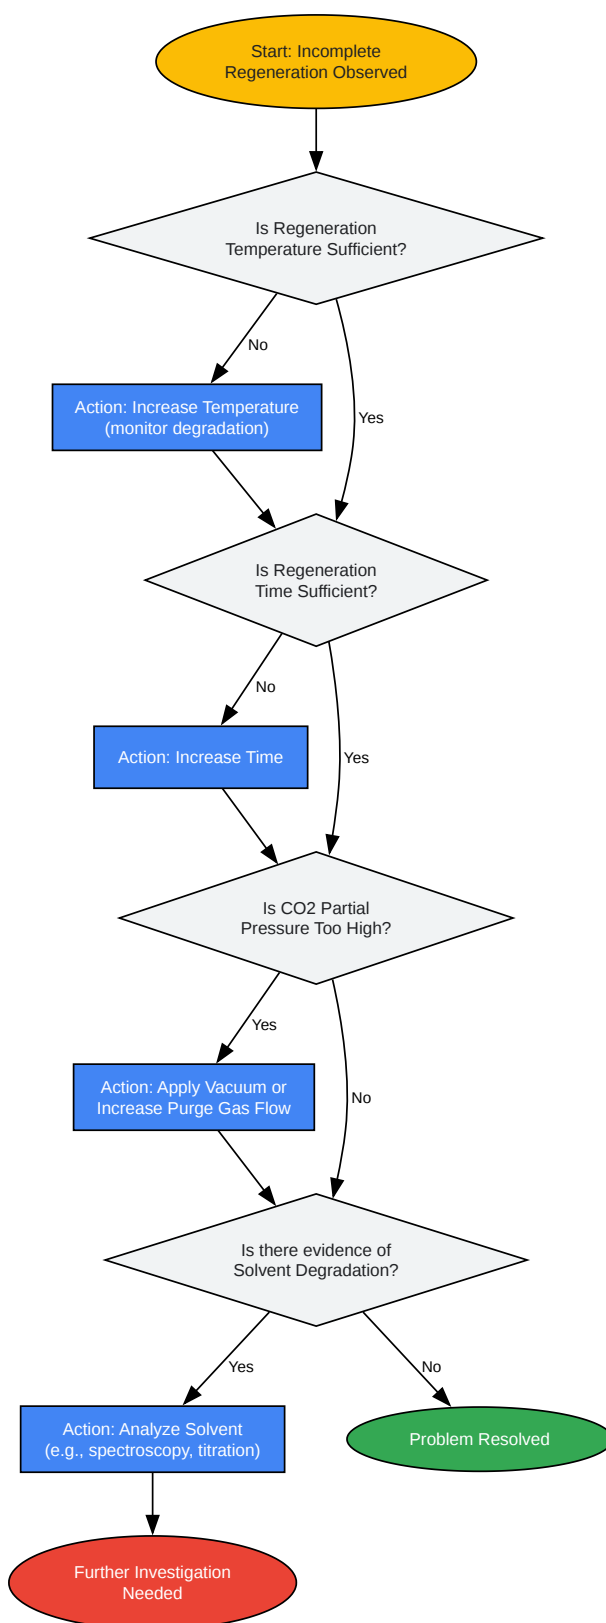 Start: Incomplete
Regeneration Observed
Is Regeneration
Temperature Sufficient?
No
Yes
Action: Increase Temperature
(monitor degradation)
Is Regeneration
Time Sufficient?
No
Yes
Action: Increase Time
Is CO2 Partial
Pressure Too High?
Yes
No
Action: Apply Vacuum or
Increase Purge Gas Flow
Is there evidence of
Solvent Degradation?
Yes
No
Action: Analyze Solvent
(e.g., spectroscopy, titration)
Problem Resolved
Further Investigation
Needed